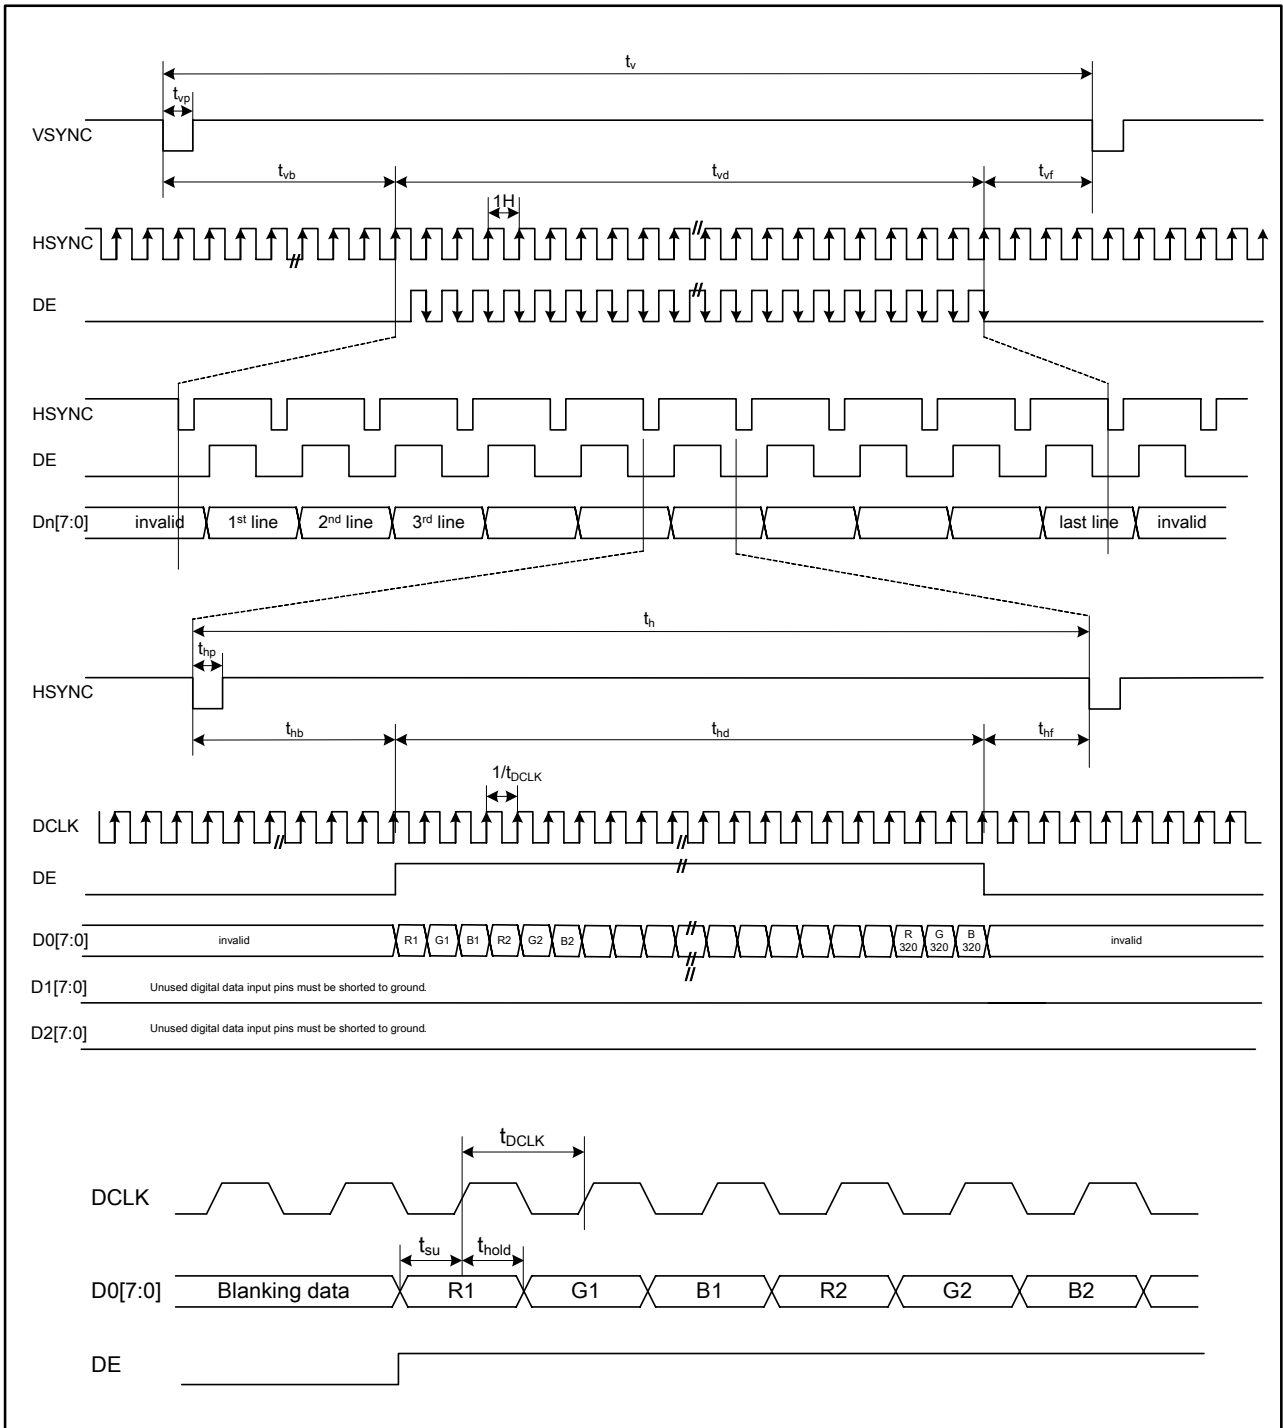 tv
tvp
VSYNC
tvb
tvd
tvf
1H
HSYNC
DE
HSYNC
DE
Dn[7:0] invalid 1st line 2nd line 3rd line last line invalid
th
thp
HSYNC
thb
thd
thf
1/tDCLK
DCLK
DE
D0[7:0] invalid R1 G1 B1 R2 G2 B2 R 320 G 320 B 320 invalid
D1[7:0] Unused digital data input pins must be shorted to ground.
D2[7:0] Unused digital data input pins must be shorted to ground.
tDCLK
DCLK
tsu thold
D0[7:0] Blanking data R1 G1 B1 R2 G2 B2
DE